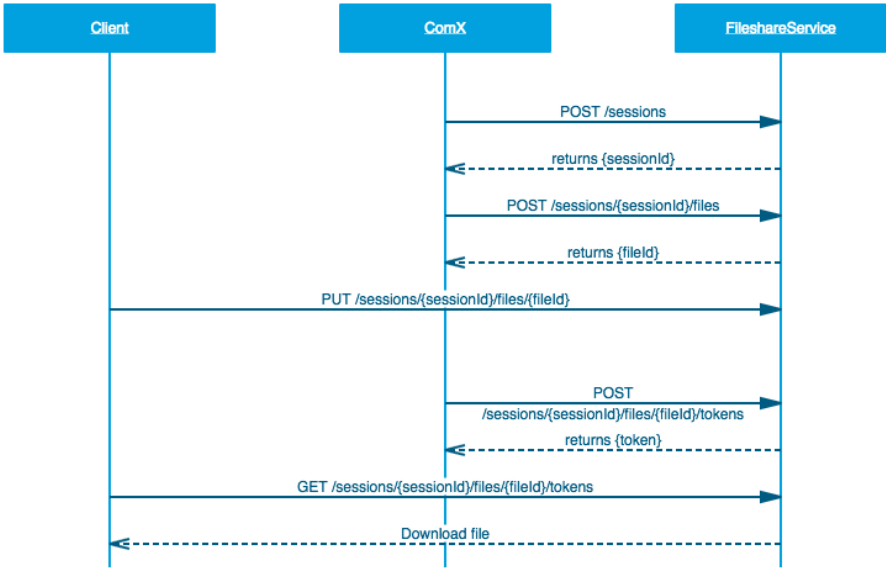 Client
ComX
FileshareService
POST /sessions
returns {sessionId}
POST /sessions/{sessionId}/files
returns {fileId}
PUT /sessions/{sessionId}/files/{fileId}
POST
/sessions/{sessionId}/files/{fileId}/tokens
returns {token}
GET /sessions/{sessionId}/files/{fileId}/tokens
Download file